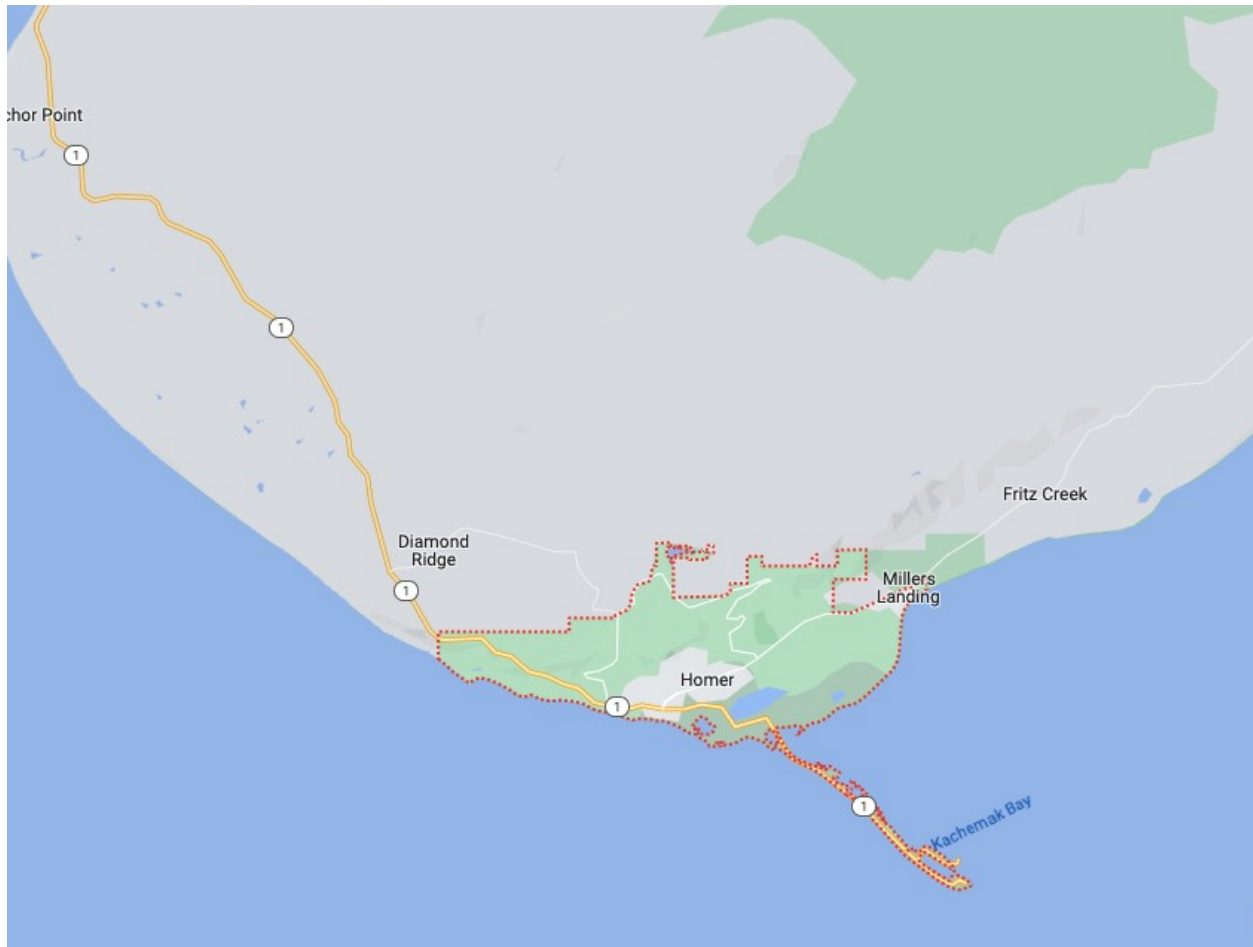 chor Point
1
1
Fritz Creek
Diamond
Ridge
1
Millers
Landing
Homer
1
1
Kachemak Bay